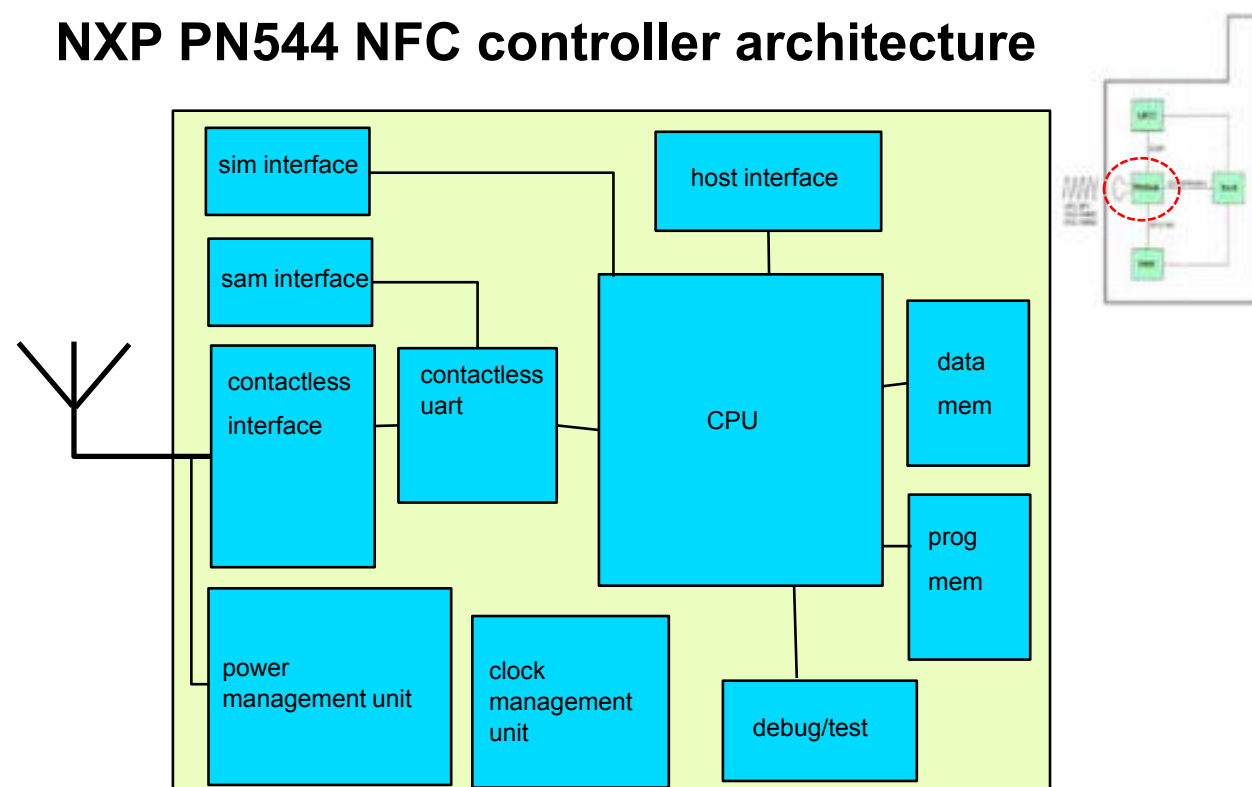 NXP PN544 NFC controller architecture
sim interface
host interface
sam interface
contactless
interface
contactless
uart
CPU
data
mem
prog
mem
power
management unit
clock
management
unit
debug/test